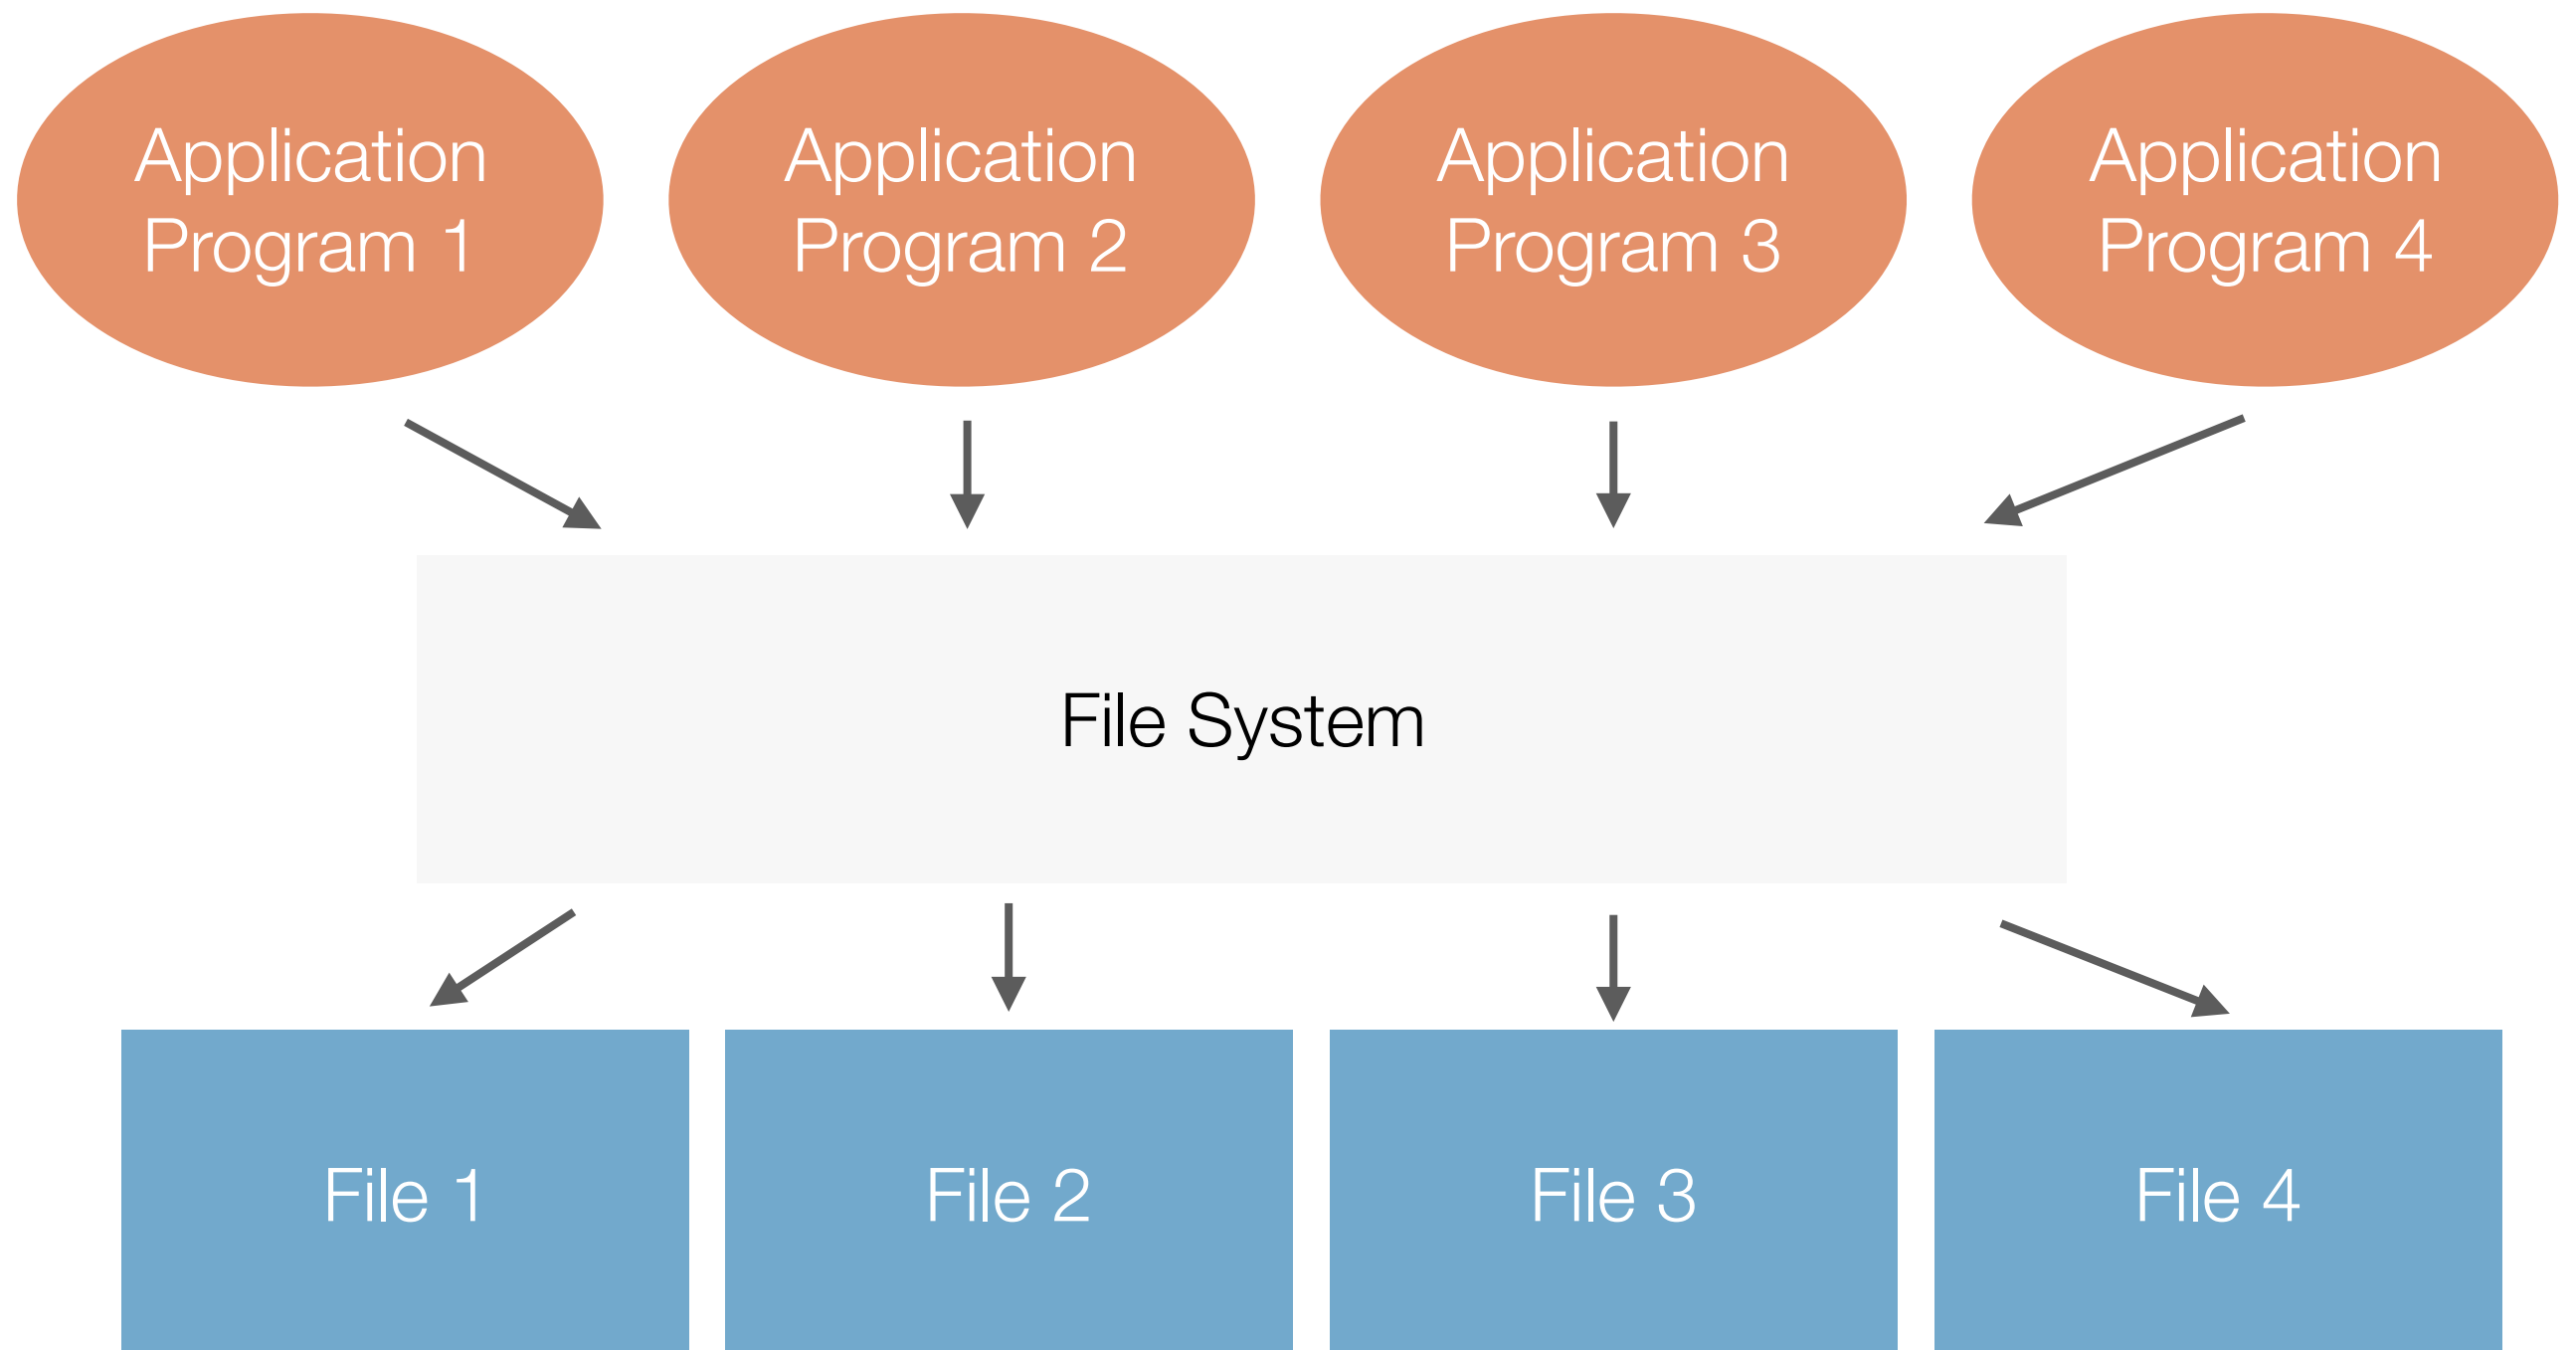 Application
Program 1
Application
Program 2
Application
Program 3
Application
Program 4
File System
File 1
File 2
File 3
File 4